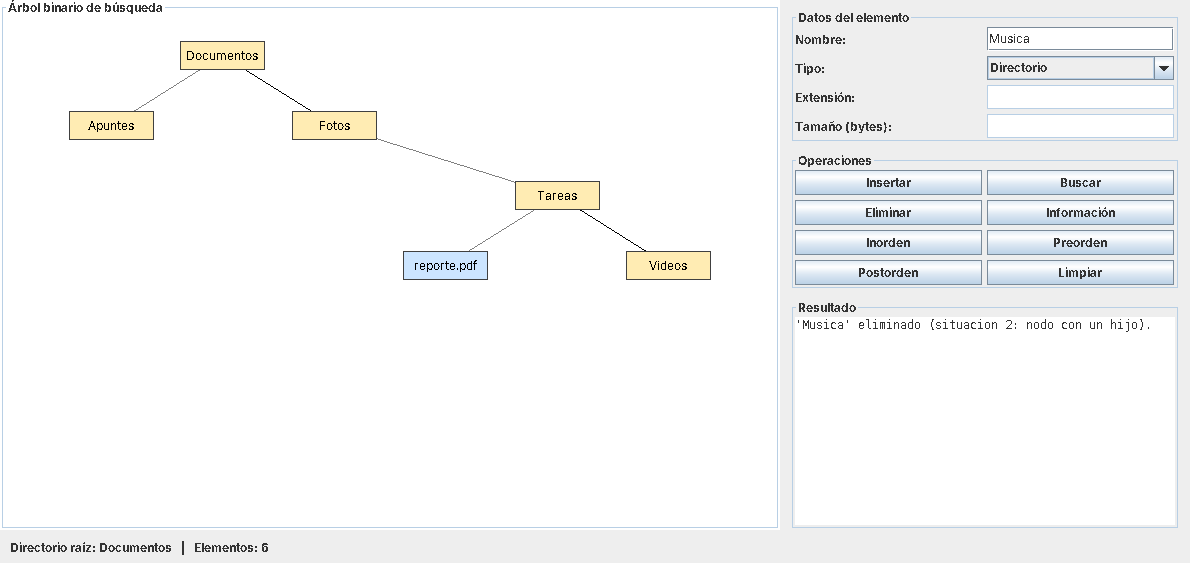 Árbol binario de búsqueda
Documentos
Apuntes
Fotos
Tareas
reporte.pdf
Videos
Datos del elemento
Nombre: Musica
Tipo: Directorio
Extensión:
Tamaño (bytes):
Operaciones
Insertar Buscar
Eliminar Información
Inorden Preorden
Postorden Limpiar
Resultado
'Musica' eliminado (situacion 2: nodo con un hijo).
Directorio raíz: Documentos | Elementos: 6